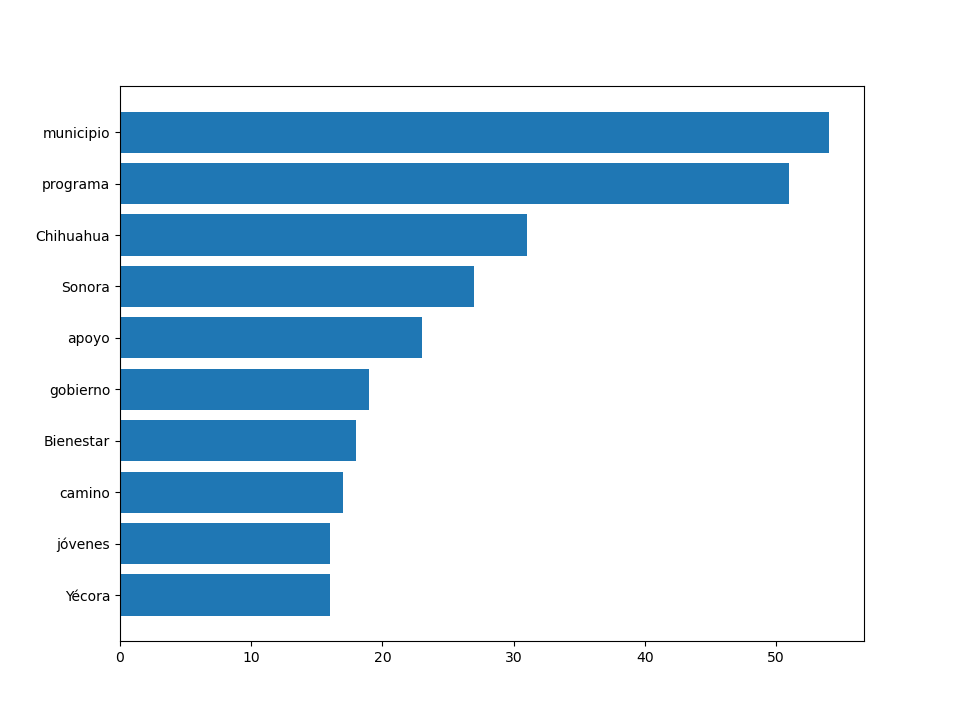 municipio
programa
Chihuahua
Sonora
apoyo
gobierno
Bienestar
camino
jóvenes
Yécora
0 10 20 30 40 50